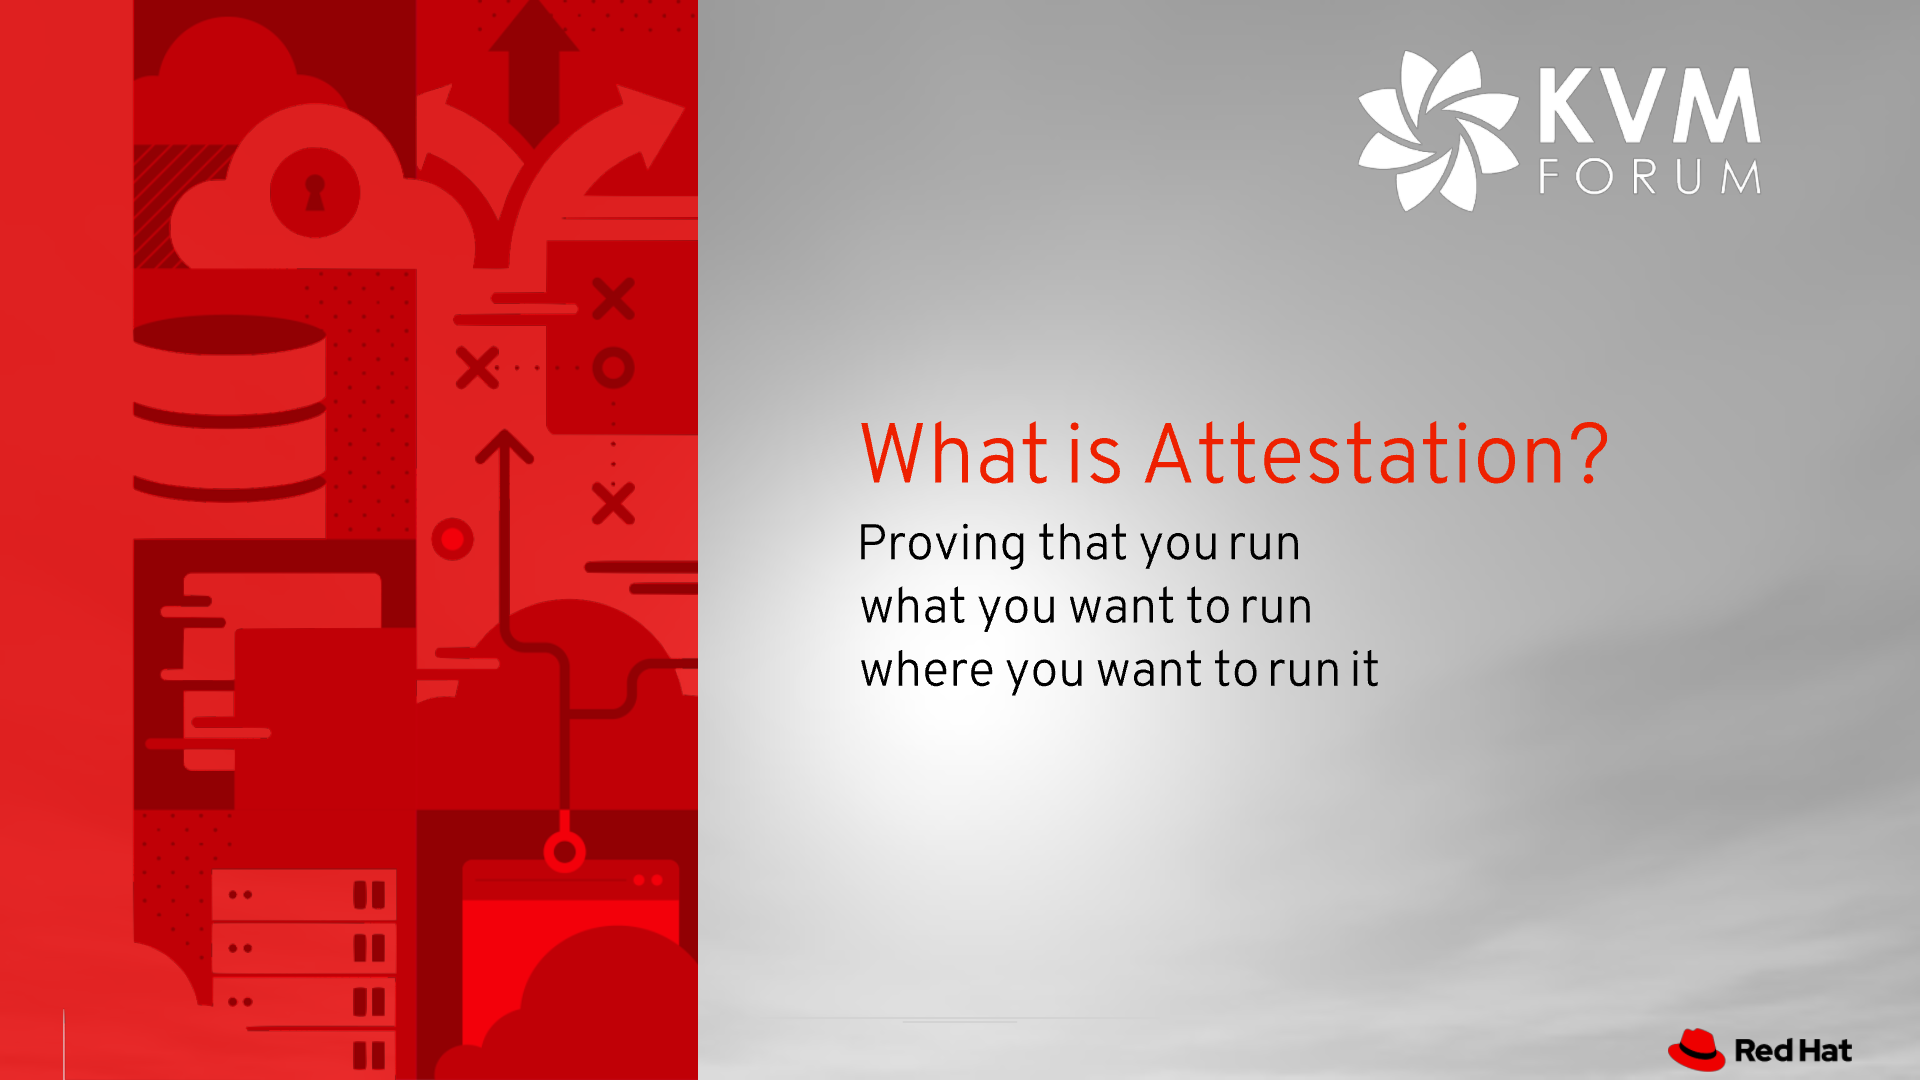 KVM
FORUM
What is Attestation?
Proving that you run
what you want to run
where you want to run it
Red Hat